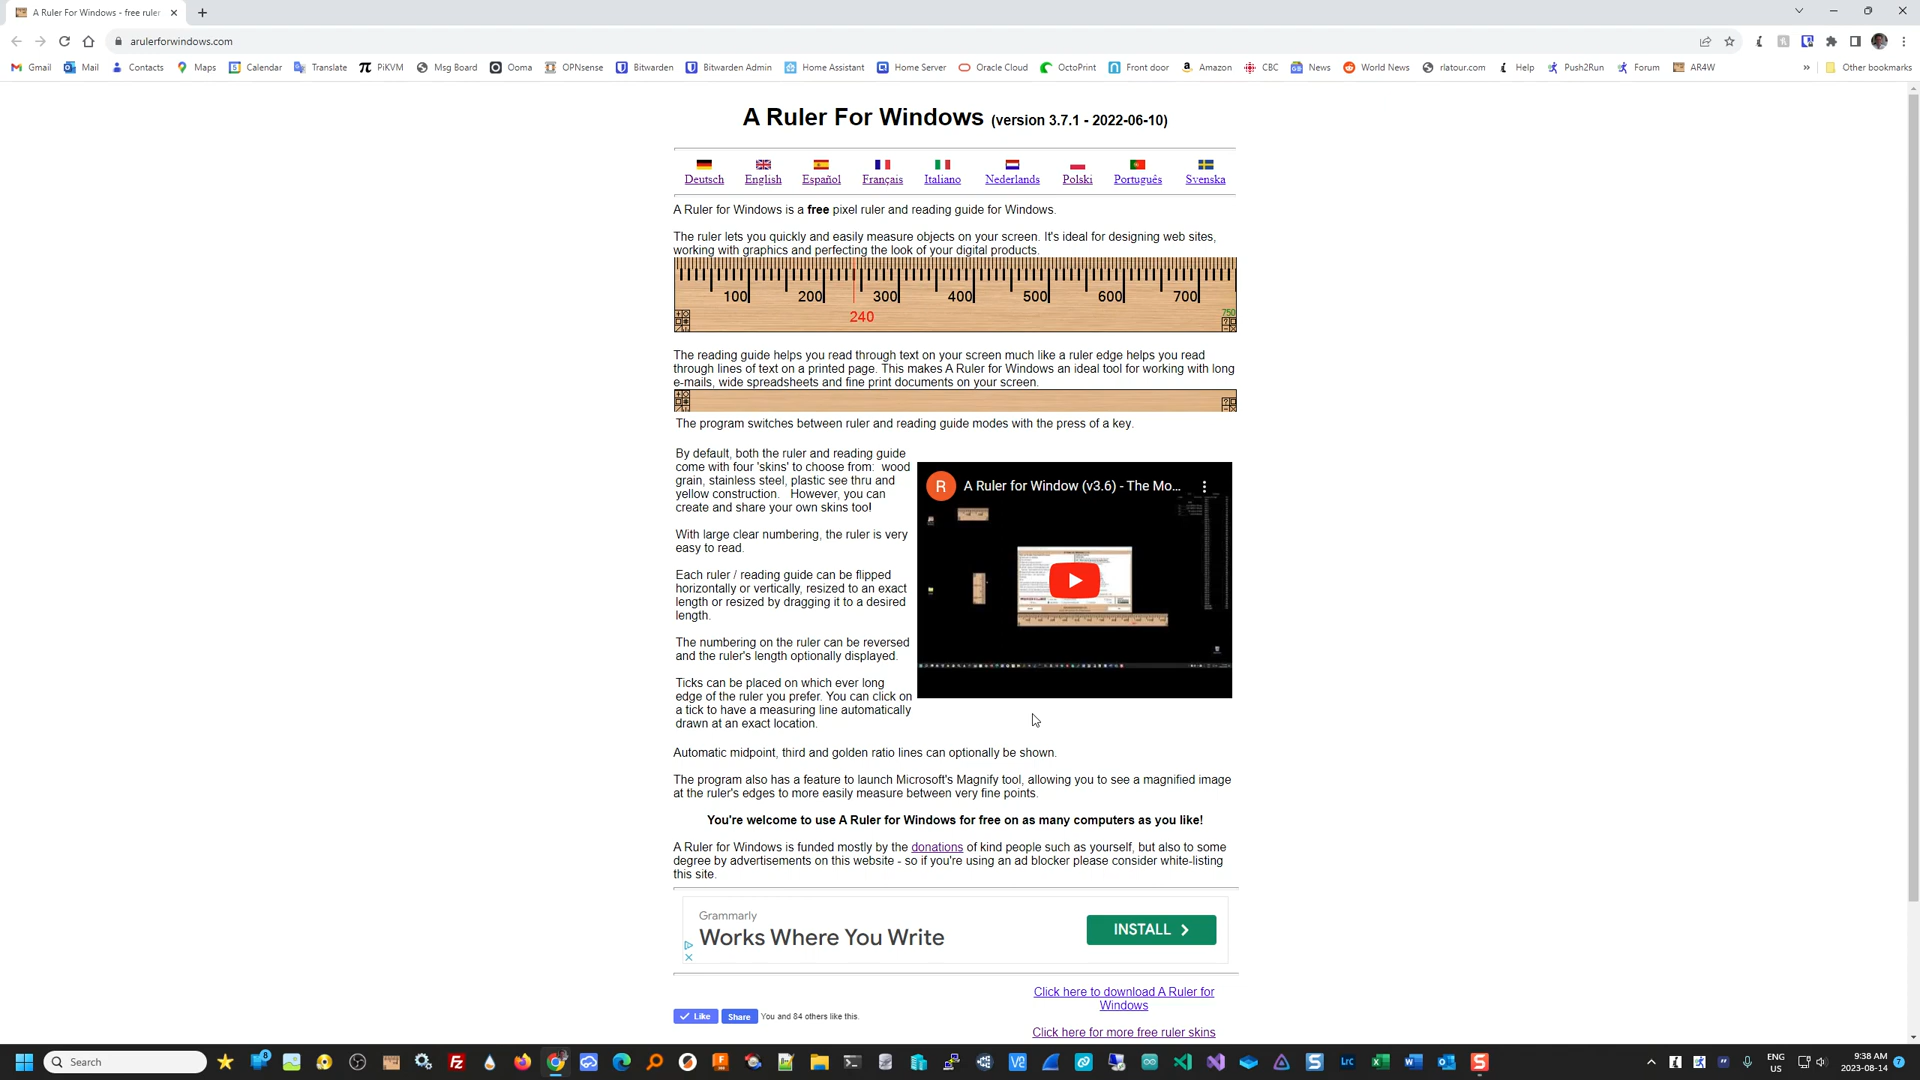 A Ruler For Windows - free ruler
arulerforwindows.com
Gmail Mail Contacts Maps Calendar Translate PiKVM Msg Board Ooma OPNsense Bitwarden Bitwarden Admin Home Assistant Home Server Oracle Cloud OctoPrint Front door Amazon CBC News World News rlatour.com Help Push2Run Forum AR4W » Other bookmarks
A Ruler For Windows (version 3.7.1 - 2022-06-10)
Deutsch English Español Français Italiano Nederlands Polski Português Svenska
A Ruler for Windows is a free pixel ruler and reading guide for Windows.
The ruler lets you quickly and easily measure objects on your screen. It's ideal for designing web sites,
working with graphics and perfecting the look of your digital products.
100 200 300 400 500 600 700
240
750
The reading guide helps you read through text on your screen much like a ruler edge helps you read
through lines of text on a printed page. This makes A Ruler for Windows an ideal tool for working with long
e-mails, wide spreadsheets and fine print documents on your screen.
The program switches between ruler and reading guide modes with the press of a key.
By default, both the ruler and reading guide
come with four 'skins' to choose from: wood
grain, stainless steel, plastic see thru and
yellow construction. However, you can
create and share your own skins too!
With large clear numbering, the ruler is very
easy to read.
Each ruler / reading guide can be flipped
horizontally or vertically, resized to an exact
length or resized by dragging it to a desired
length.
The numbering on the ruler can be reversed
and the ruler's length optionally displayed.
Ticks can be placed on which ever long
edge of the ruler you prefer. You can click on
a tick to have a measuring line automatically
drawn at an exact location.
R A Ruler for Window (v3.6) - The Mo...
Automatic midpoint, third and golden ratio lines can optionally be shown.
The program also has a feature to launch Microsoft's Magnify tool, allowing you to see a magnified image
at the ruler's edges to more easily measure between very fine points.
You're welcome to use A Ruler for Windows for free on as many computers as you like!
A Ruler for Windows is funded mostly by the donations of kind people such as yourself, but also to some
degree by advertisements on this website - so if you're using an ad blocker please consider white-listing
this site.
Grammarly
Works Where You Write
INSTALL
Click here to download A Ruler for
Windows
Like Share You and 84 others like this.
Click here for more free ruler skins
Search
ENG
US
9:38 AM
2023-08-14